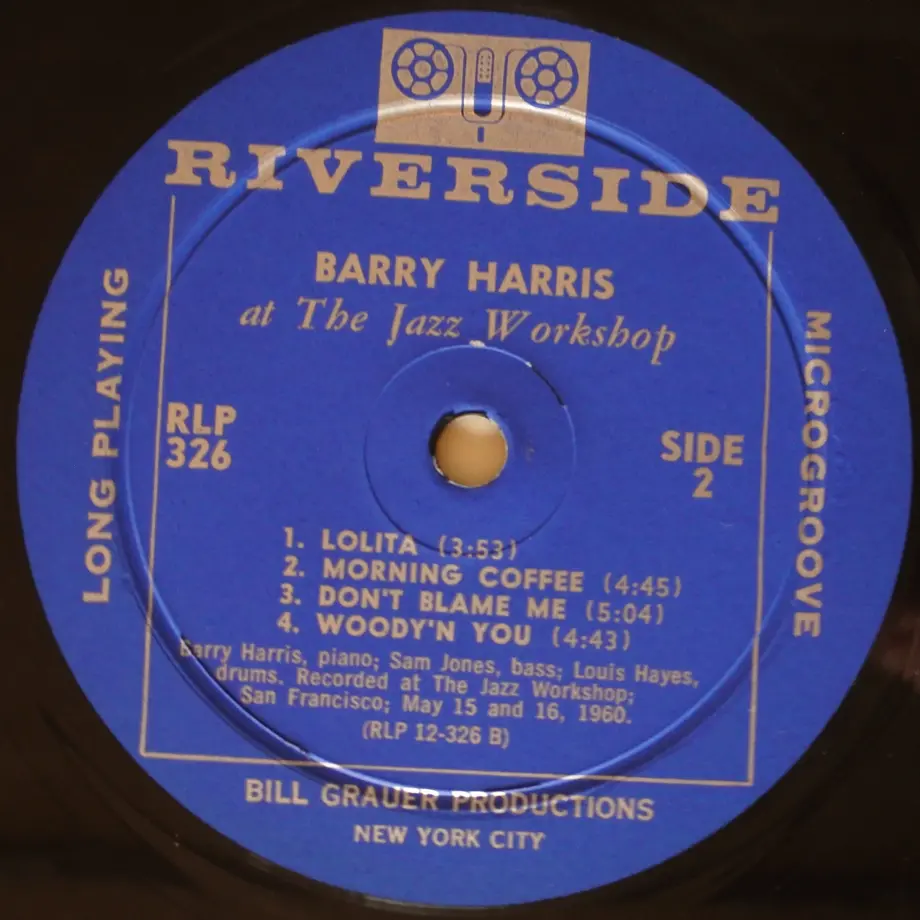 RIVERSIDE
BARRY HARRIS
at The Jazz Workshop
LONG PLAYING
MICROGROOVE
RLP
326
SIDE
2
1. LOLITA (3:53)
2. MORNING COFFEE (4:45)
3. DON'T BLAME ME (5:04)
4. WOODY'N YOU (4:43)
Barry Harris, piano; Sam Jones, bass; Louis Hayes,
drums. Recorded at The Jazz Workshop;
San Francisco; May 15 and 16, 1960.
(RLP 12-326 B)
BILL GRAUER PRODUCTIONS
NEW YORK CITY